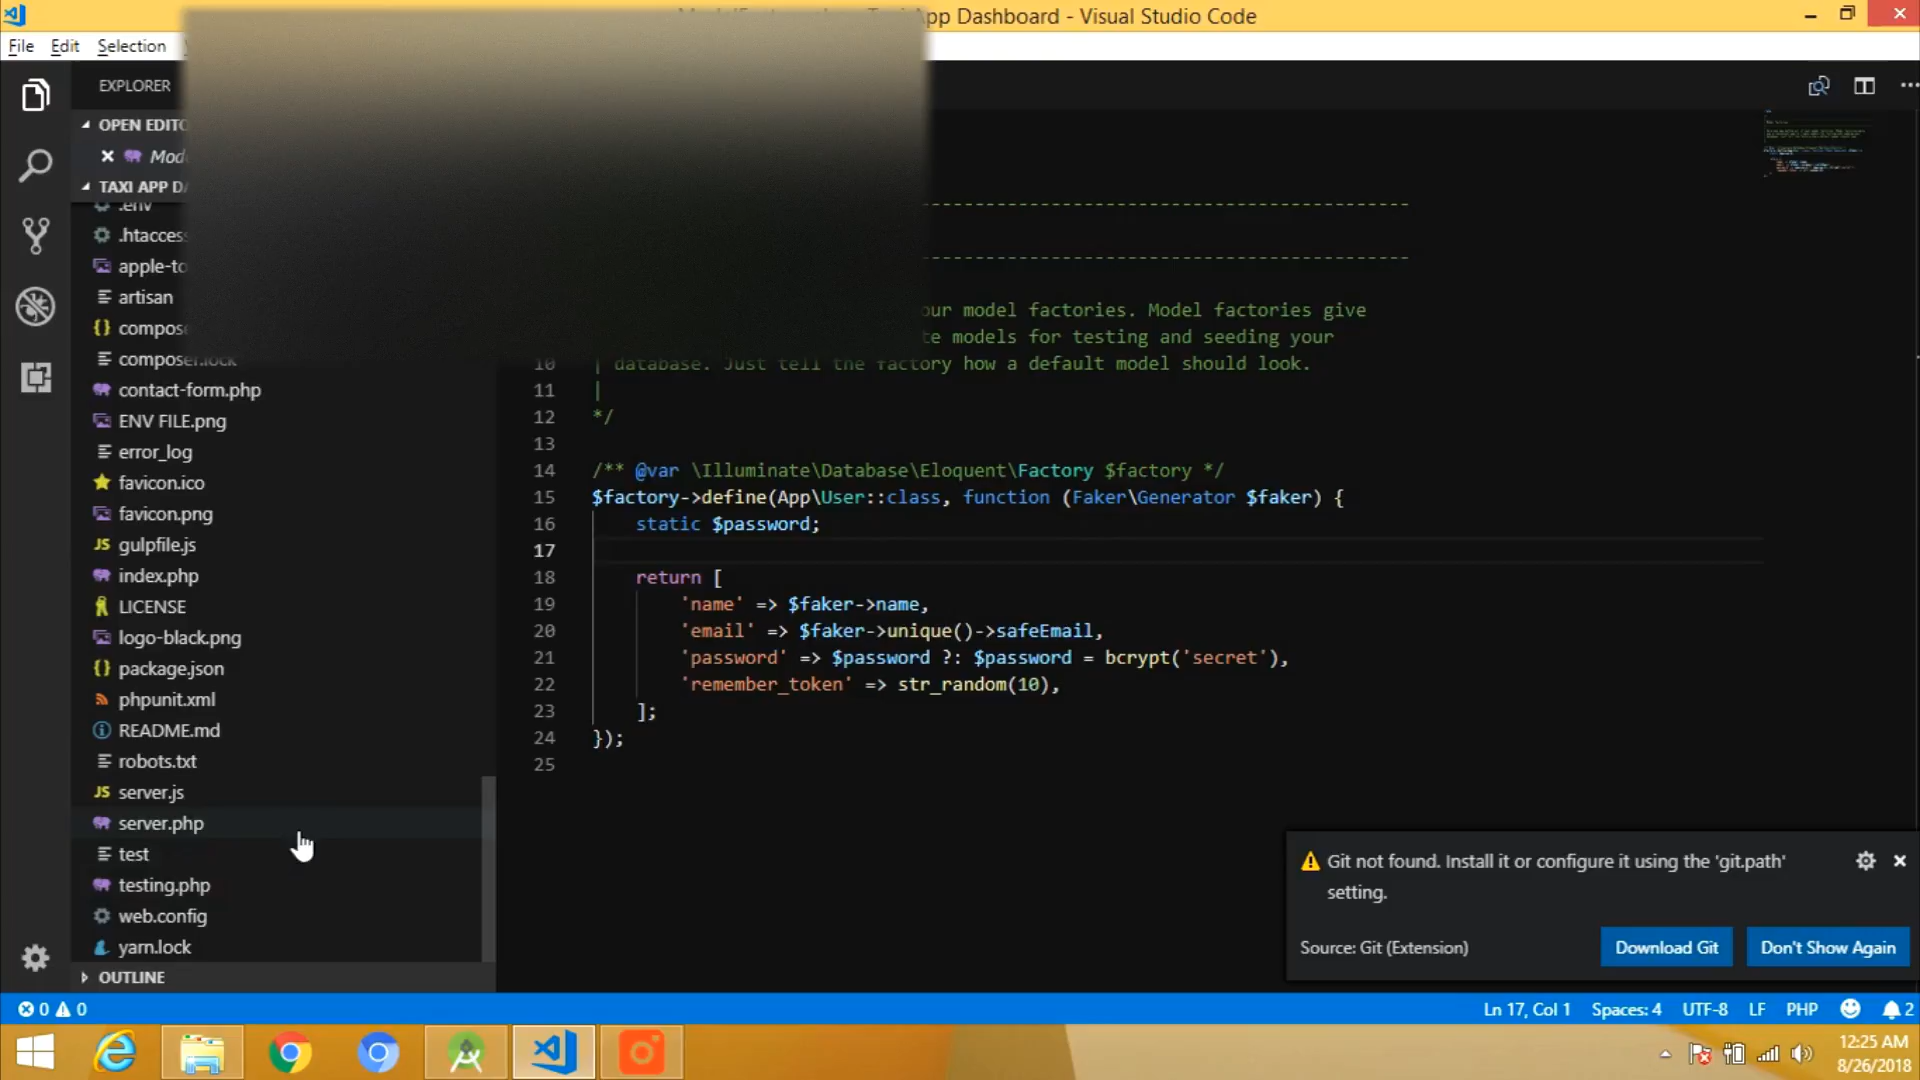 App Dashboard - Visual Studio Code
File Edit Selection
EXPLORER
OPEN EDITO
Mod
TAXI APP DA
.env
.htaccess
apple-to
artisan
compos
composer.lock
contact-form.php
ENV FILE.png
error_log
favicon.ico
favicon.png
gulpfile.js
index.php
LICENSE
logo-black.png
package.json
phpunit.xml
README.md
robots.txt
server.js
server.php
test
testing.php
web.config
yarn.lock
OUTLINE
our model factories. Model factories give
te models for testing and seeding your
10 | database. Just tell the factory how a default model should look.
11 |
12 */
13
14 /** @var \Illuminate\Database\Eloquent\Factory $factory */
15 $factory->define(App\User::class, function (Faker\Generator $faker) {
16 static $password;
17
18 return [
19 'name' => $faker->name,
20 'email' => $faker->unique()->safeEmail,
21 'password' => $password ?: $password = bcrypt('secret'),
22 'remember_token' => str_random(10),
23 ];
24 });
25
Git not found. Install it or configure it using the 'git.path'
setting.
Source: Git (Extension)
Download Git
Don't Show Again
0 0
Ln 17, Col 1 Spaces: 4 UTF-8 LF PHP 2
12:25 AM
8/26/2018